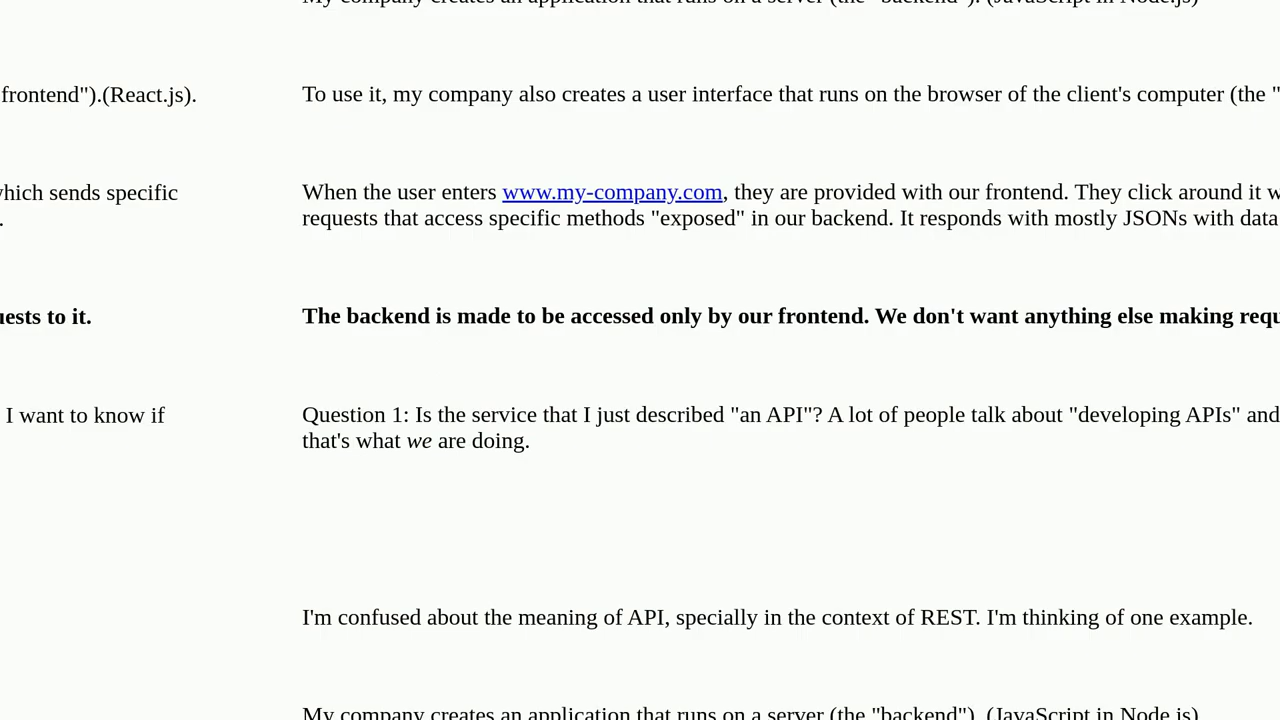 My company creates an application that runs on a server (the "backend"). (JavaScript in Node.js)
frontend").(React.js).
To use it, my company also creates a user interface that runs on the browser of the client's computer (the "
which sends specific
.
When the user enters www.my-company.com, they are provided with our frontend. They click around it w
requests that access specific methods "exposed" in our backend. It responds with mostly JSONs with data
uests to it.
The backend is made to be accessed only by our frontend. We don't want anything else making requ
I want to know if
Question 1: Is the service that I just described "an API"? A lot of people talk about "developing APIs" and
that's what we are doing.
I'm confused about the meaning of API, specially in the context of REST. I'm thinking of one example.
My company creates an application that runs on a server (the "backend"). (JavaScript in Node.js)